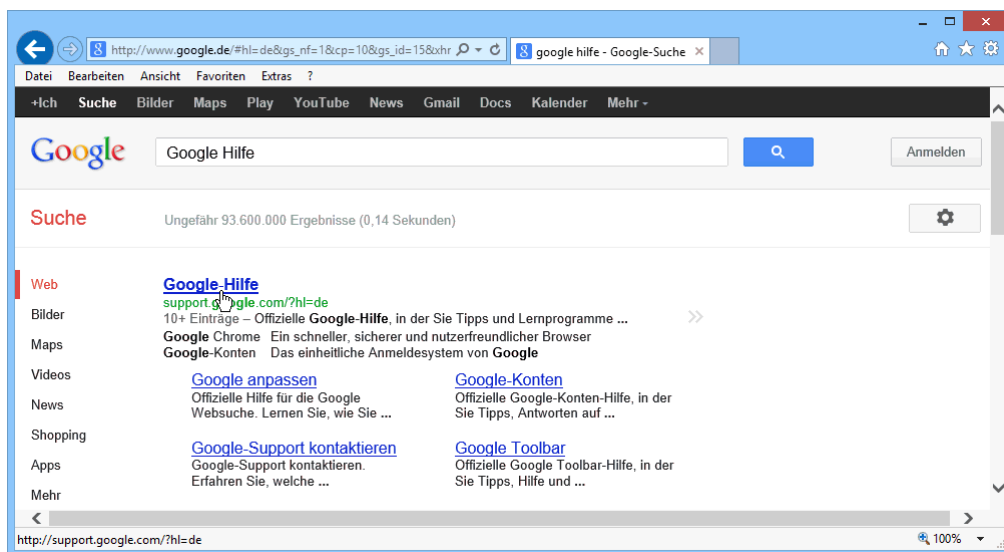 http://www.google.de/#hl=de&gs_nf=1&cp=10&gs_id=15&xhr
google hilfe - Google-Suche
Datei Bearbeiten Ansicht Favoriten Extras ?
+Ich Suche Bilder Maps Play YouTube News Gmail Docs Kalender Mehr
Google Google Hilfe Anmelden
Suche Ungefähr 93.600.000 Ergebnisse (0,14 Sekunden)
Web
Bilder
Maps
Videos
News
Shopping
Apps
Mehr
Google-Hilfe
support.google.com/?hl=de
10+ Einträge – Offizielle Google-Hilfe, in der Sie Tipps und Lernprogramme ...
Google Chrome Ein schneller, sicherer und nutzerfreundlicher Browser
Google-Konten Das einheitliche Anmeldesystem von Google
Google anpassen
Offizielle Hilfe für die Google
Websuche. Lernen Sie, wie Sie ...
Google-Konten
Offizielle Google-Konten-Hilfe, in der
Sie Tipps, Antworten auf ...
Google-Support kontaktieren
Google-Support kontaktieren.
Erfahren Sie, welche ...
Google Toolbar
Offizielle Google Toolbar-Hilfe, in der
Sie Tipps, Hilfe und ...
http://support.google.com/?hl=de 100%